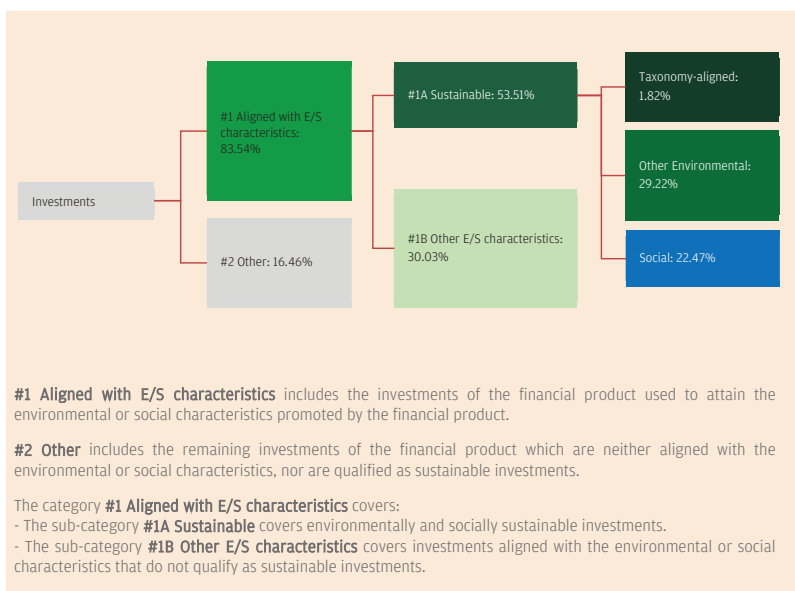 Investments
#1 Aligned with E/S
characteristics:
83.54%
#2 Other: 16.46%
#1A Sustainable: 53.51%
#1B Other E/S characteristics:
30.03%
Taxonomy-aligned:
1.82%
Other Environmental:
29.22%
Social: 22.47%
#1 Aligned with E/S characteristics includes the investments of the financial product used to attain the
environmental or social characteristics promoted by the financial product.
#2 Other includes the remaining investments of the financial product which are neither aligned with the
environmental or social characteristics, nor are qualified as sustainable investments.
The category #1 Aligned with E/S characteristics covers:
- The sub-category #1A Sustainable covers environmentally and socially sustainable investments.
- The sub-category #1B Other E/S characteristics covers investments aligned with the environmental or social
characteristics that do not qualify as sustainable investments.